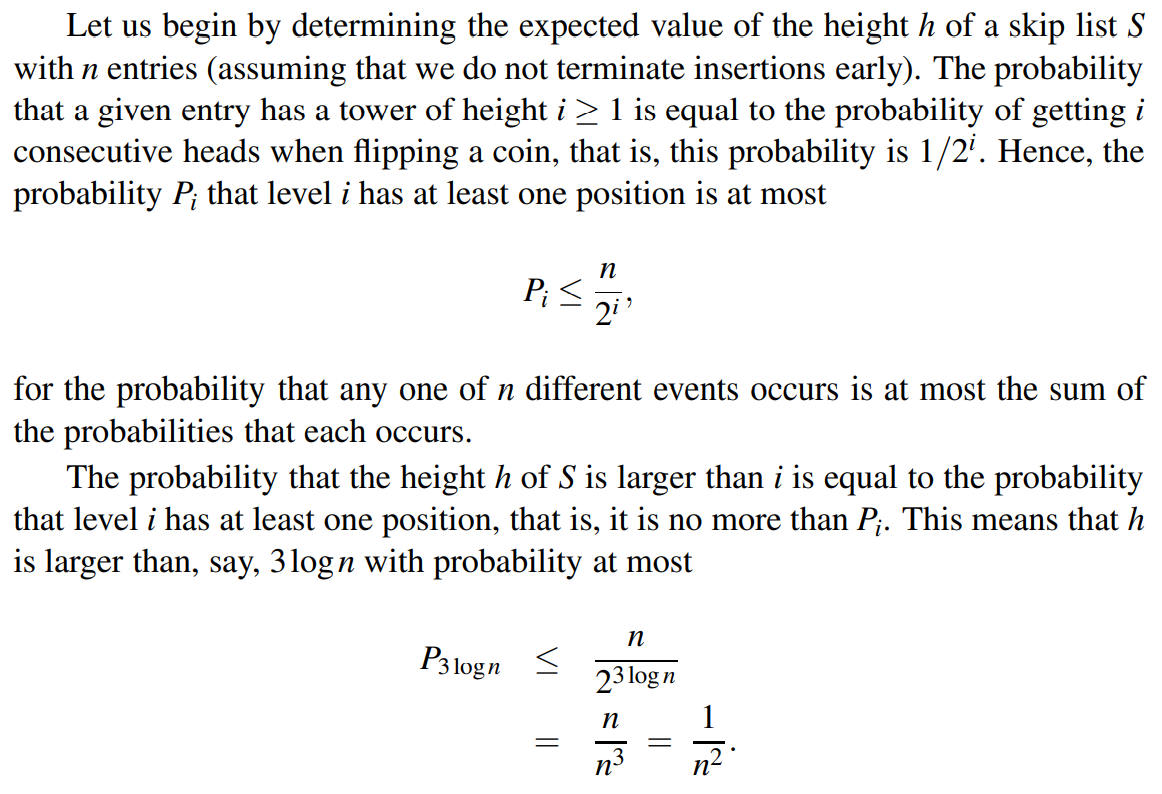 Let us begin by determining the expected value of the height h of a skip list S
with n entries (assuming that we do not terminate insertions early). The probability
that a given entry has a tower of height i ≥ 1 is equal to the probability of getting i
consecutive heads when flipping a coin, that is, this probability is 1/2^i. Hence, the
probability P_i that level i has at least one position is at most
P_i ≤ n/2^i,
for the probability that any one of n different events occurs is at most the sum of
the probabilities that each occurs.
The probability that the height h of S is larger than i is equal to the probability
that level i has at least one position, that is, it is no more than P_i. This means that h
is larger than, say, 3 log n with probability at most
P_{3 log n} ≤ n/2^{3 log n}
= n/n^3 = 1/n^2.